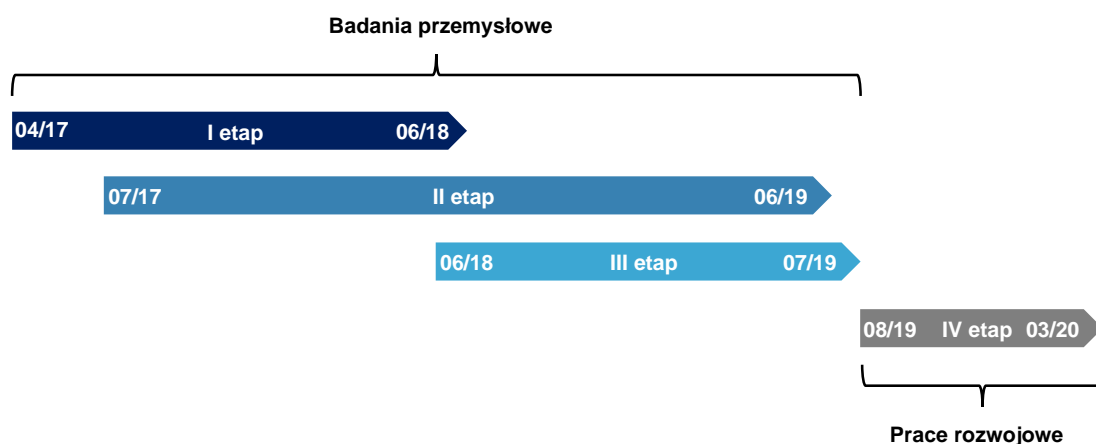 Badania przemysłowe
04/17 I etap 06/18
07/17 II etap 06/19
06/18 III etap 07/19
08/19 IV etap 03/20
Prace rozwojowe